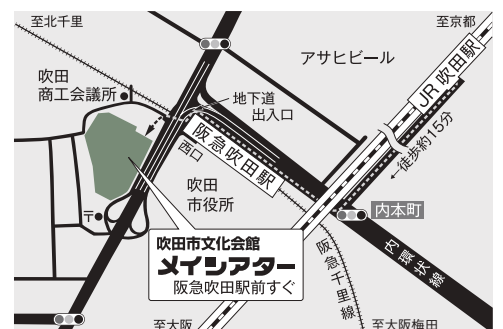 至北千里
至京都
アサヒビール
JR吹田駅
吹田
商工会議所
地下道
出入口
←徒歩約15分
阪急吹田駅
西口
吹田
市役所
〒
内本町
吹田市文化会館
メイシアター
阪急吹田駅前すぐ
阪急千里線
内環状線
至大阪
至大阪梅田